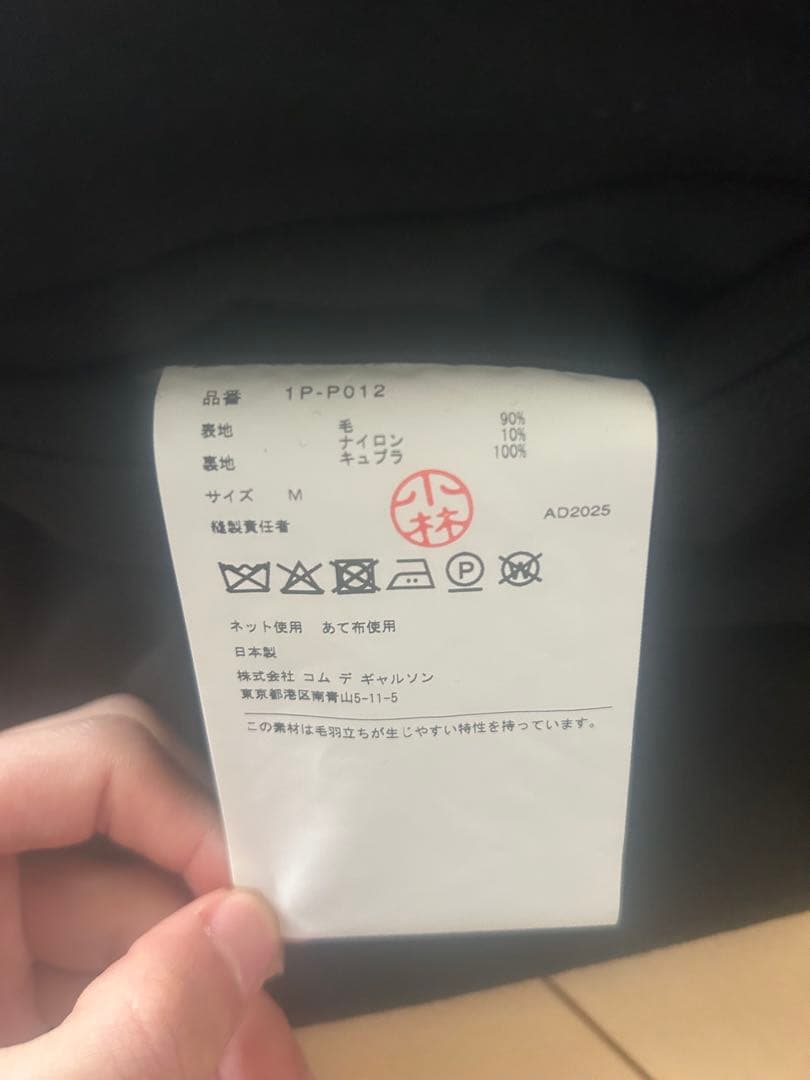 品番 1P-P012
表地 毛 90%
ナイロン 10%
裏地 キュプラ 100%
サイズ M
縫製責任者 小林 AD2025
P W
ネット使用 あて布使用
日本製
株式会社 コム デ ギャルソン
東京都港区南青山5-11-5
この素材は毛羽立ちが生じやすい特性を持っています。